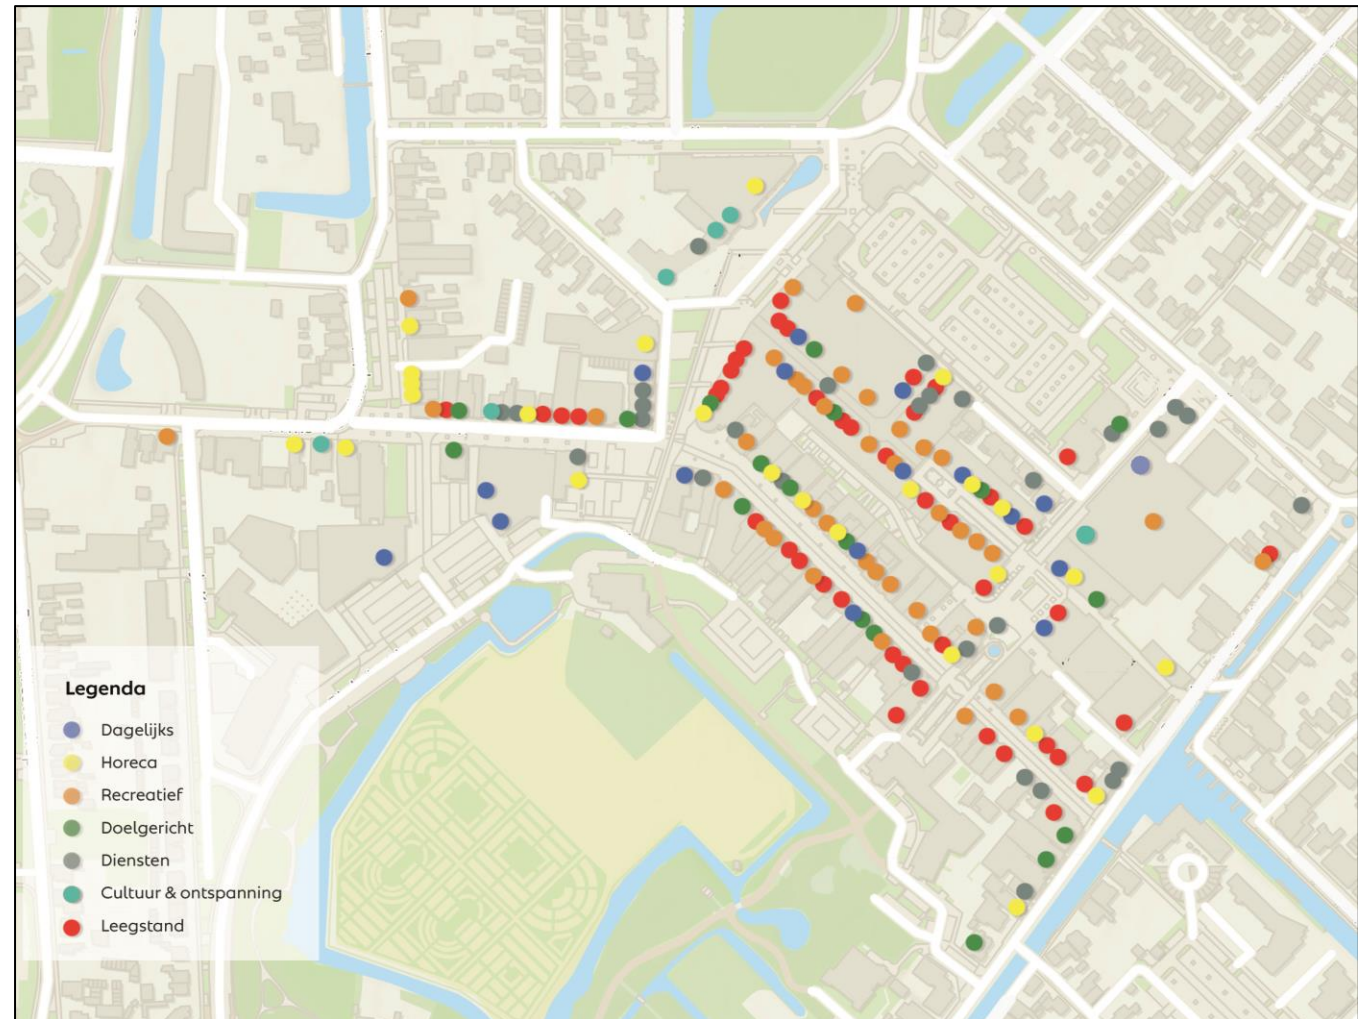 Legenda
Dagelijks
Horeca
Recreatief
Doelgericht
Diensten
Cultuur & ontspanning
Leegstand